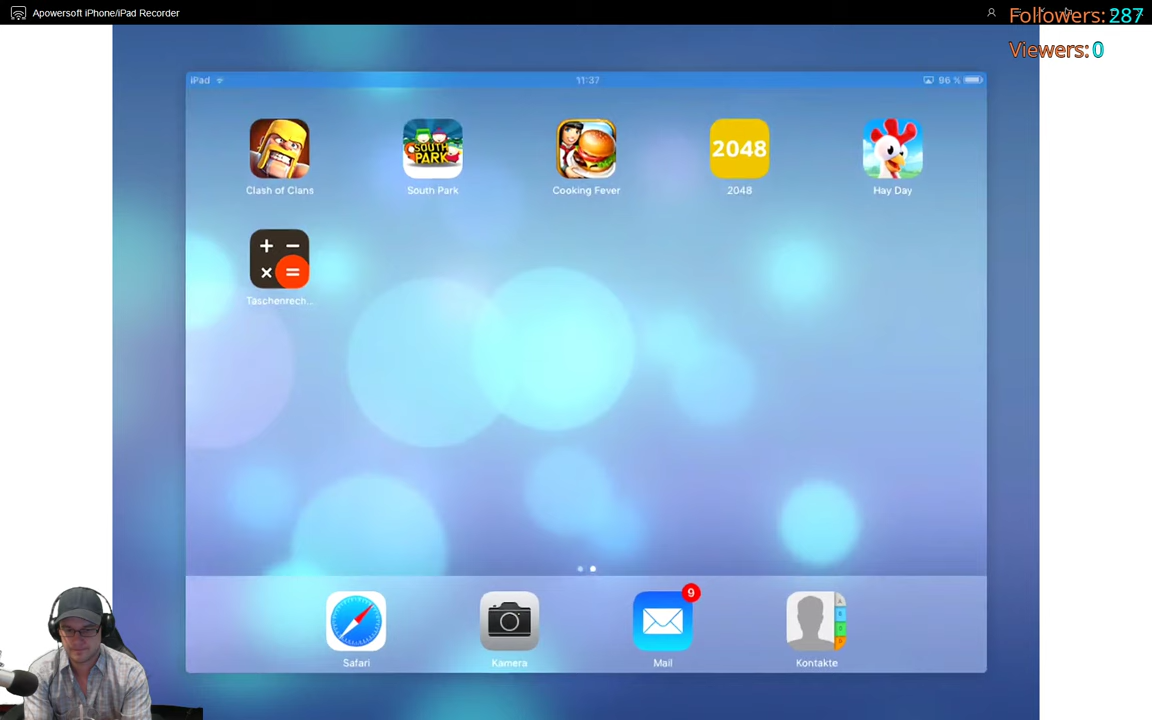 Apowersoft iPhone/iPad Recorder
Followers: 287
Viewers: 0
iPad 11:37 96 %
SOUTH PARK
2048
Clash of Clans South Park Cooking Fever 2048 Hay Day
+ −
× =
Taschenrech...
9
Safari Kamera Mail Kontakte